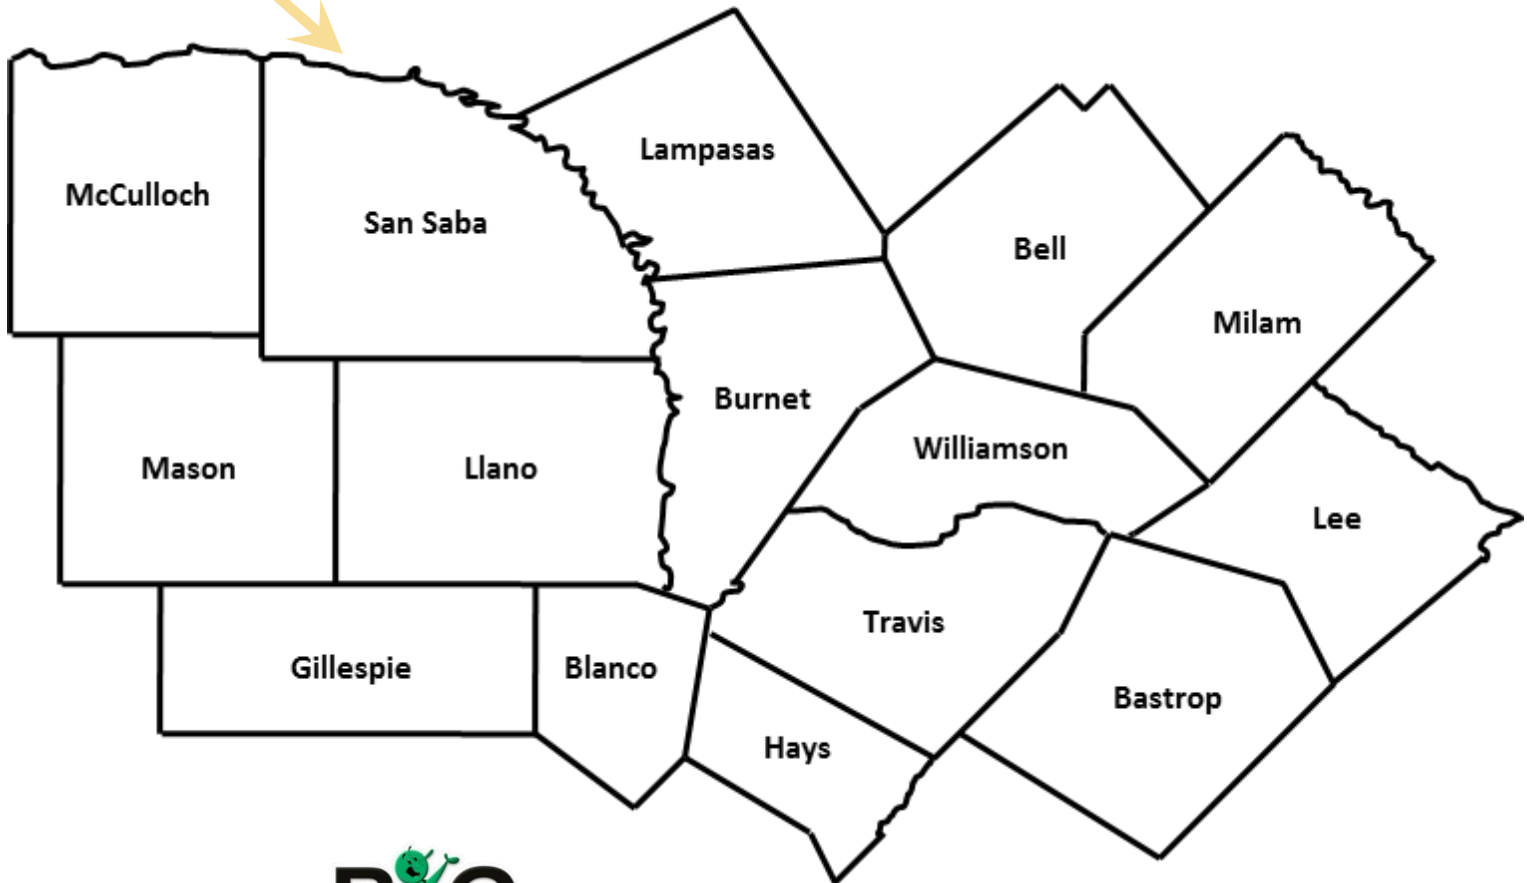 Lampasas
McCulloch
San Saba
Bell
Milam
Burnet
Williamson
Mason
Llano
Lee
Travis
Gillespie
Blanco
Bastrop
Hays